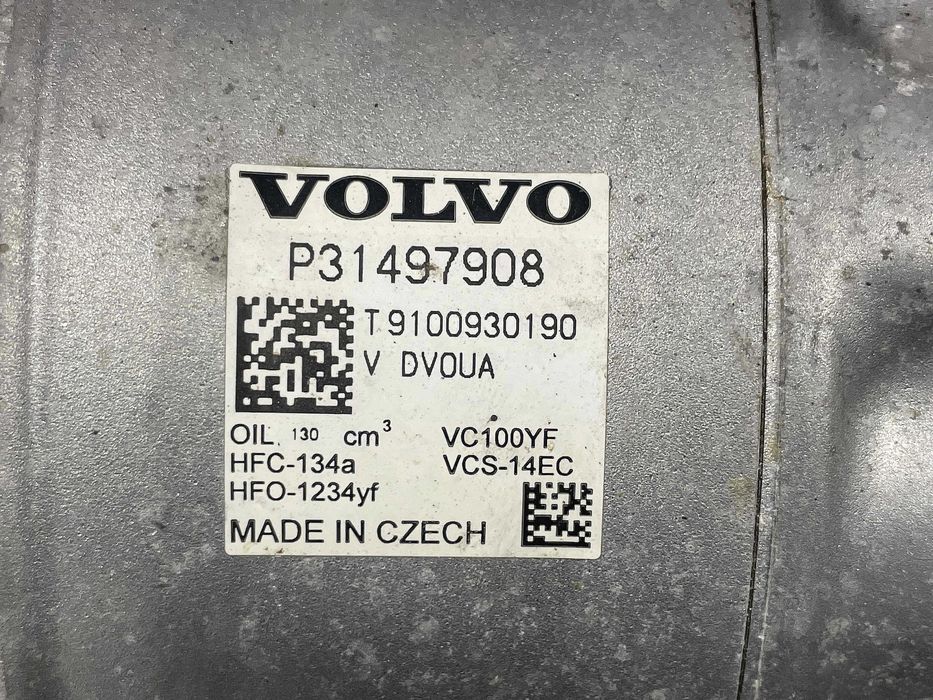 VOLVO
P31497908
T 9100930190
V DVOUA
OIL 130 cm³ VC100YF
HFC-134a VCS-14EC
HFO-1234yf
MADE IN CZECH